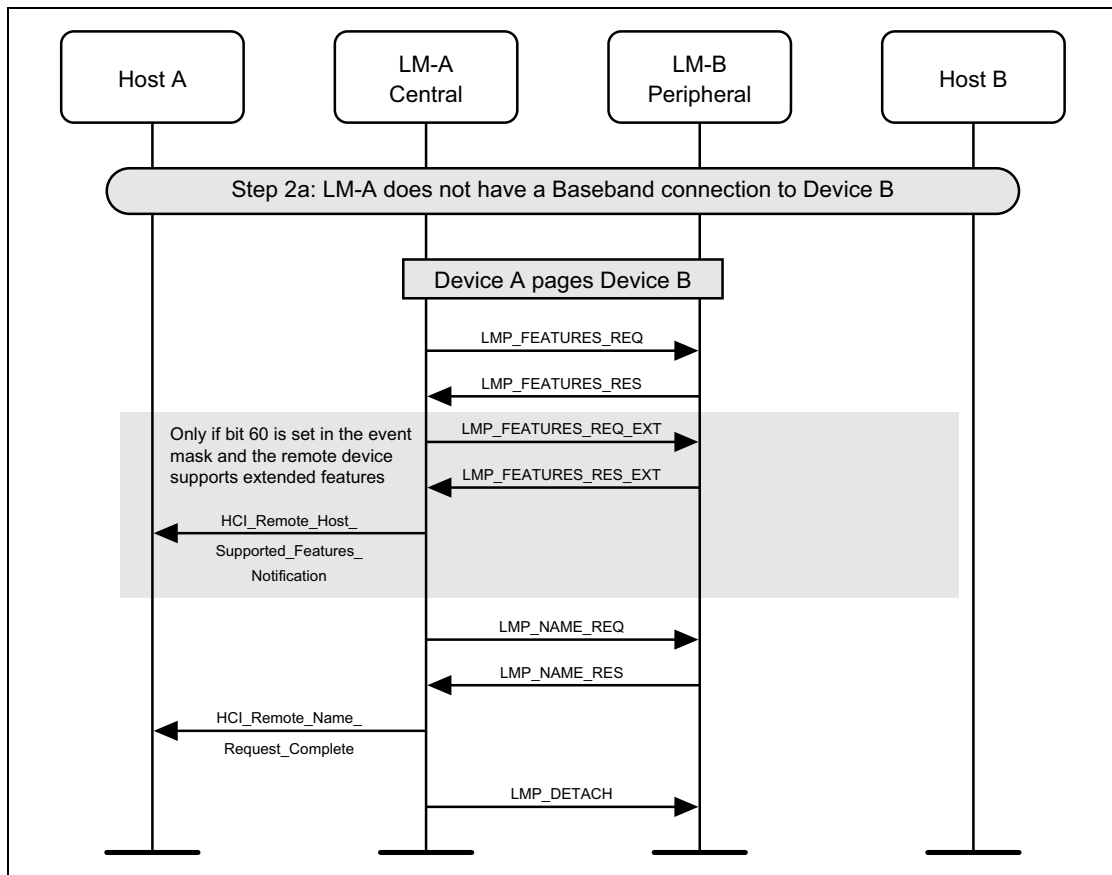 Host A
LM-A
Central
LM-B
Peripheral
Host B
Step 2a: LM-A does not have a Baseband connection to Device B
Device A pages Device B
LMP_FEATURES_REQ
LMP_FEATURES_RES
Only if bit 60 is set in the event
mask and the remote device
supports extended features
LMP_FEATURES_REQ_EXT
LMP_FEATURES_RES_EXT
HCI_Remote_Host_
Supported_Features_
Notification
LMP_NAME_REQ
LMP_NAME_RES
HCI_Remote_Name_
Request_Complete
LMP_DETACH